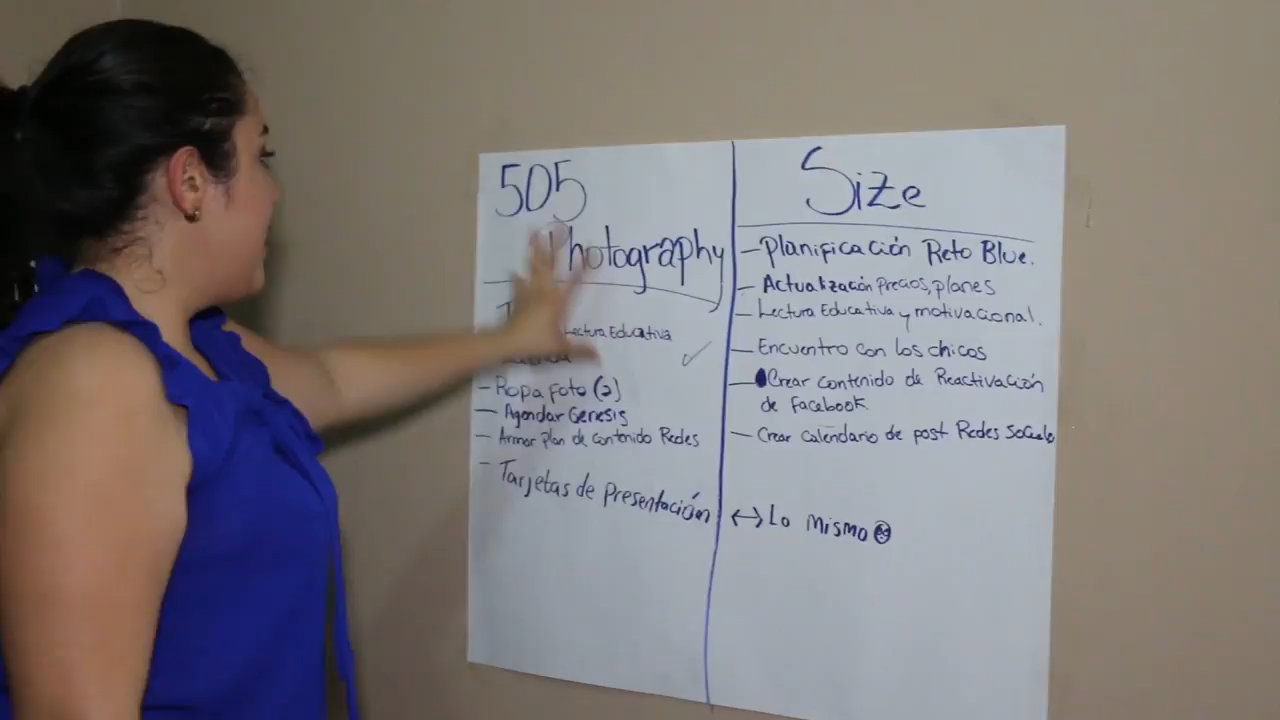 505
Photography
Lectura Educativa
- Ropa foto (2)
- Agendar Genesis
- Armar plan de contenido Redes
- Tarjetas de presentación
Size
- Planificación Reto Blue.
- Actualización Precios, planes
- Lectura Educativa y motivacional.
- Encuentro con los chicos
- Crear contenido de Reactivación
de Facebook.
- Crear calendario de post Redes
↔ Lo mismo